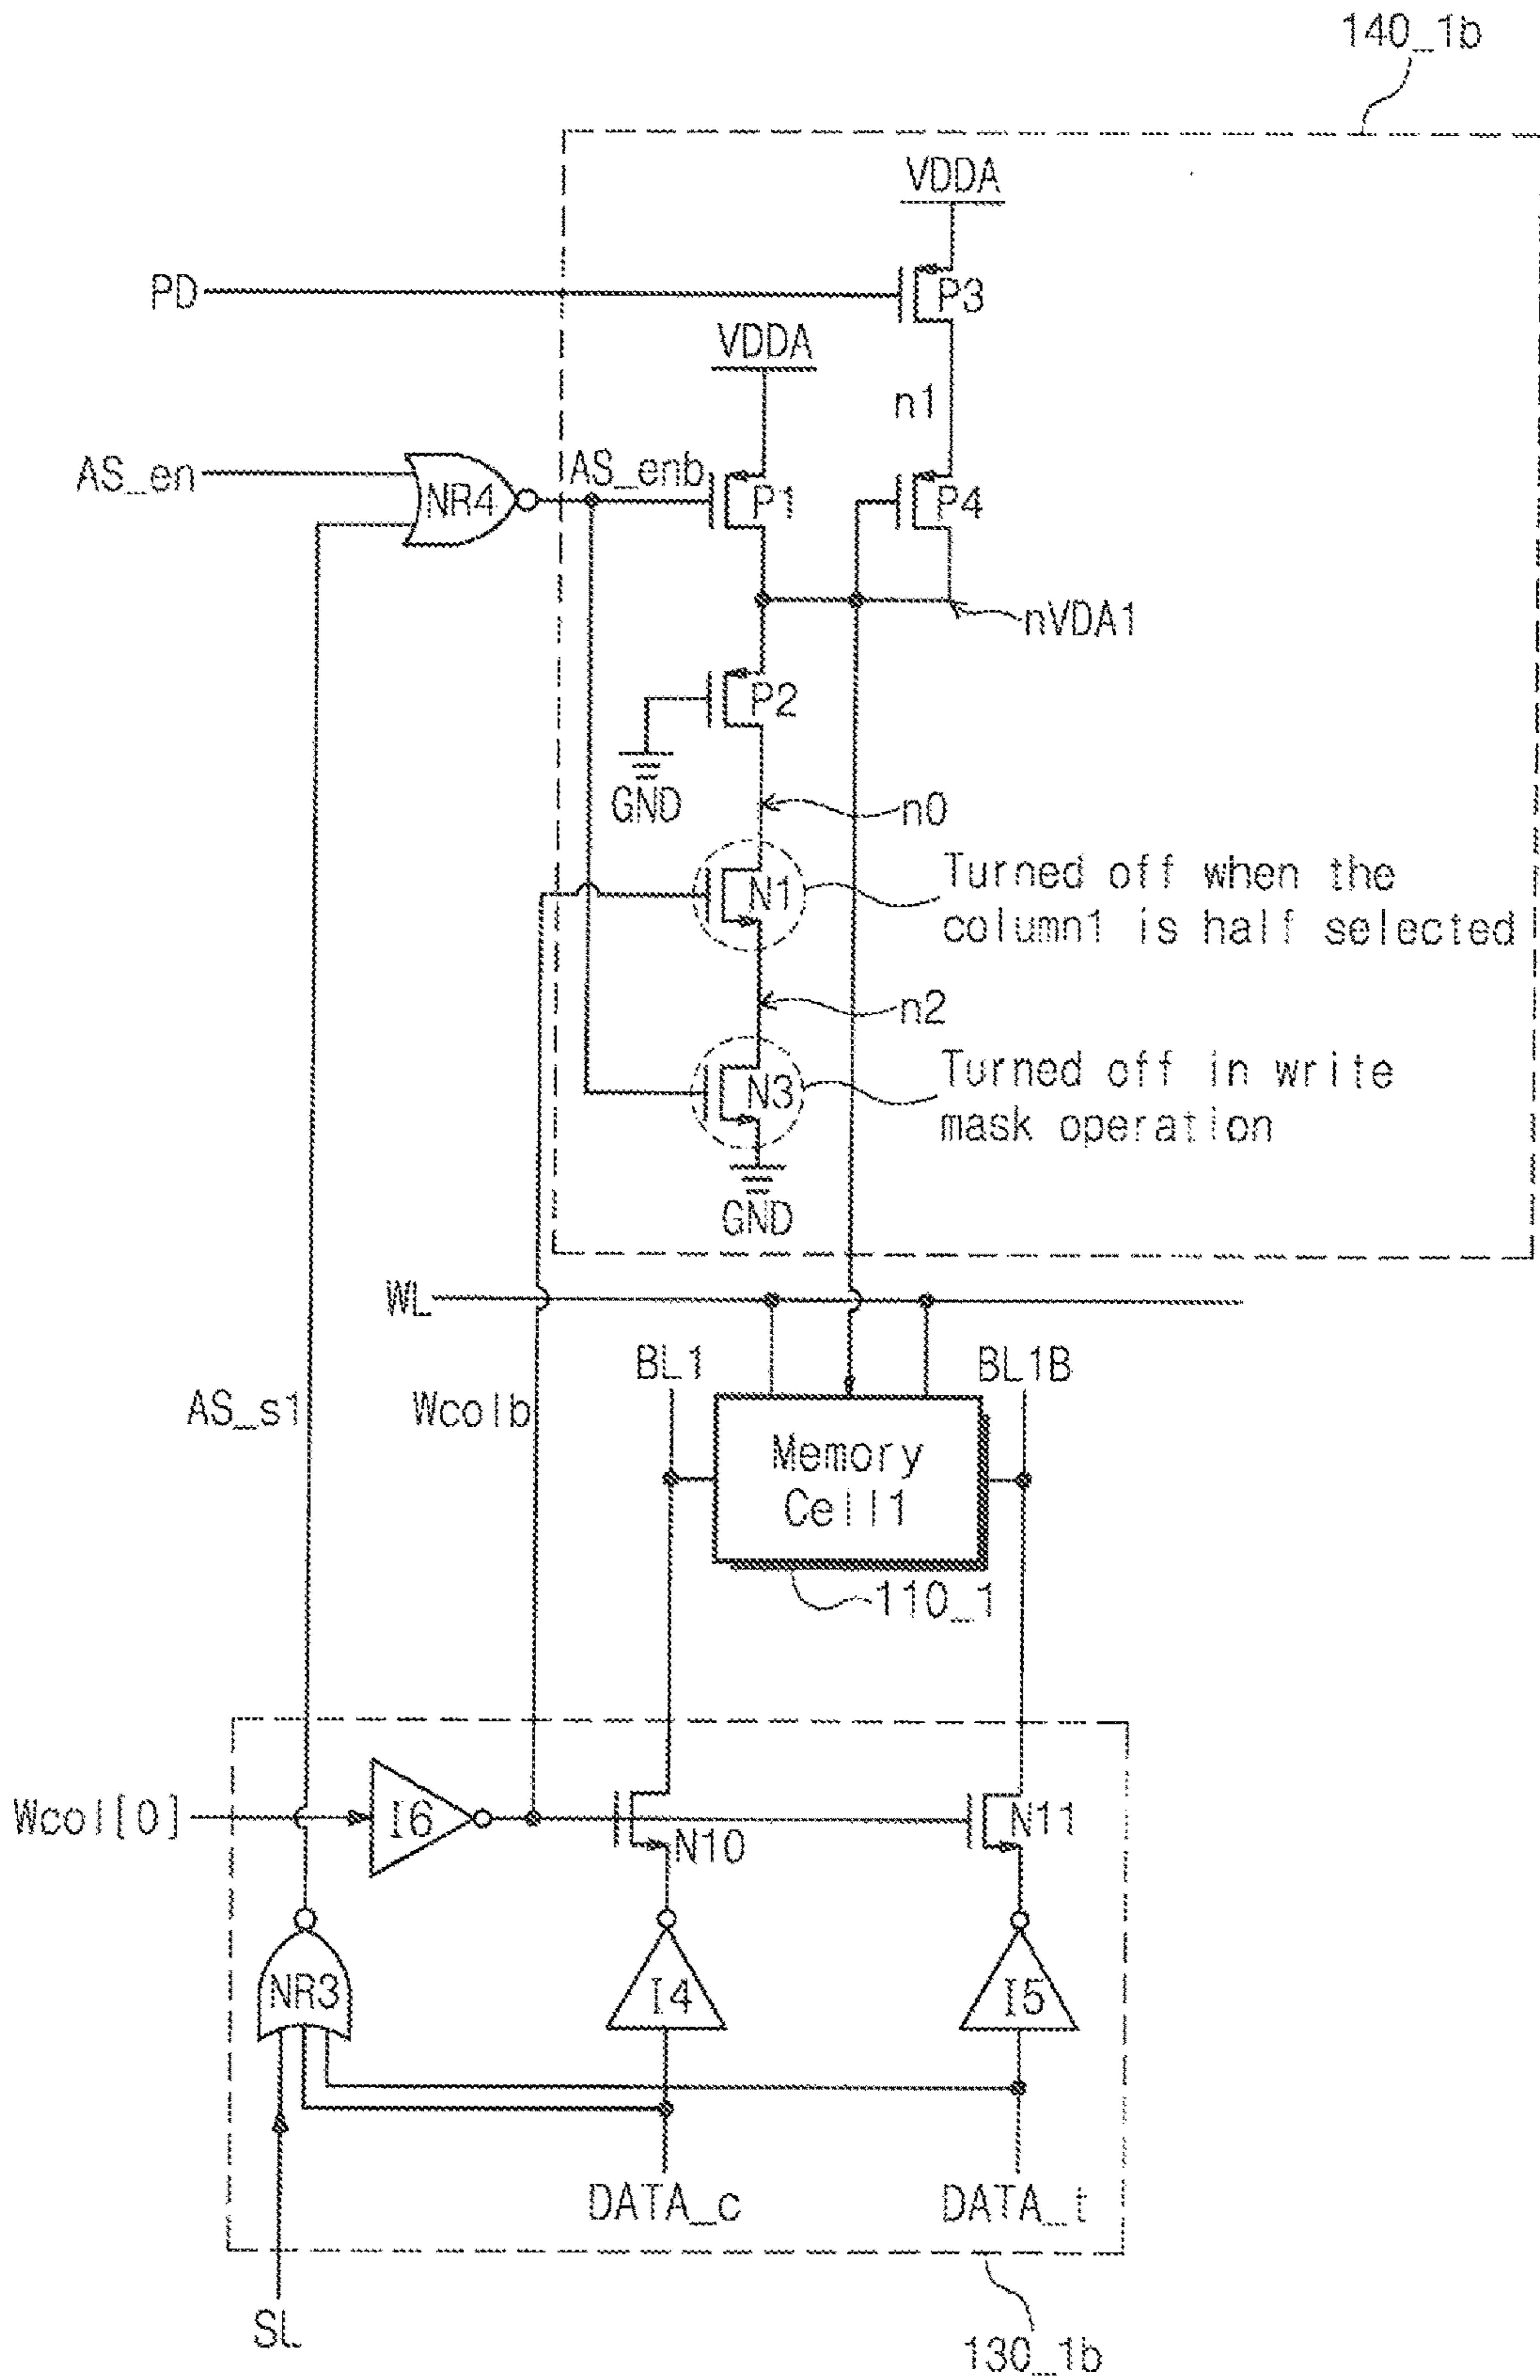 140_1b
VDDA
PD
P3
VDDA
n1
AS_en
NR4
AS_enb
P1
P4
nVDA1
P2
GND
n0
N1
Turned off when the
column1 is half selected
n2
N3
Turned off in write
mask operation
GND
WL
BL1
BL1B
AS_s1
Wcolb
Memory
Cell1
110_1
Wcol[0]
I6
N10
N11
NR3
I4
I5
DATA_c
DATA_t
SL
130_1b